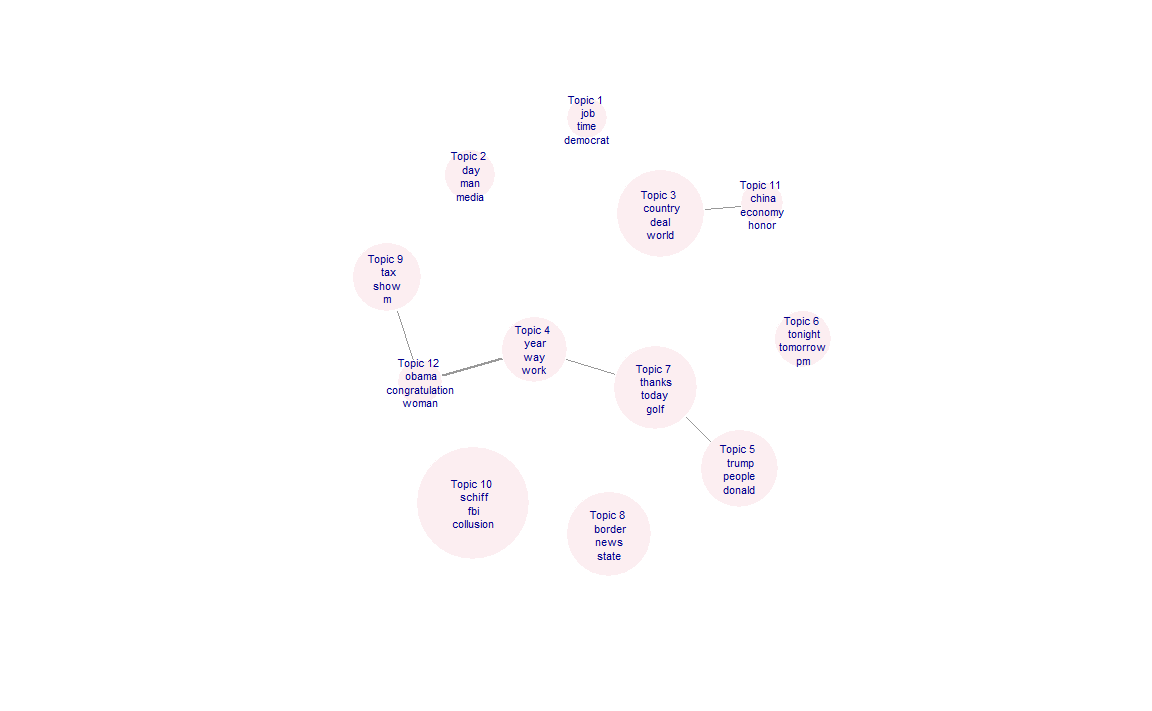 Topic 1
job
time
democrat
Topic 2
day
man
media
Topic 3
country
deal
world
Topic 11
china
economy
honor
Topic 9
tax
show
m
Topic 6
tonight
tomorrow
pm
Topic 4
year
way
work
Topic 12
obama
congratulation
woman
Topic 7
thanks
today
golf
Topic 5
trump
people
donald
Topic 10
schiff
fbi
collusion
Topic 8
border
news
state